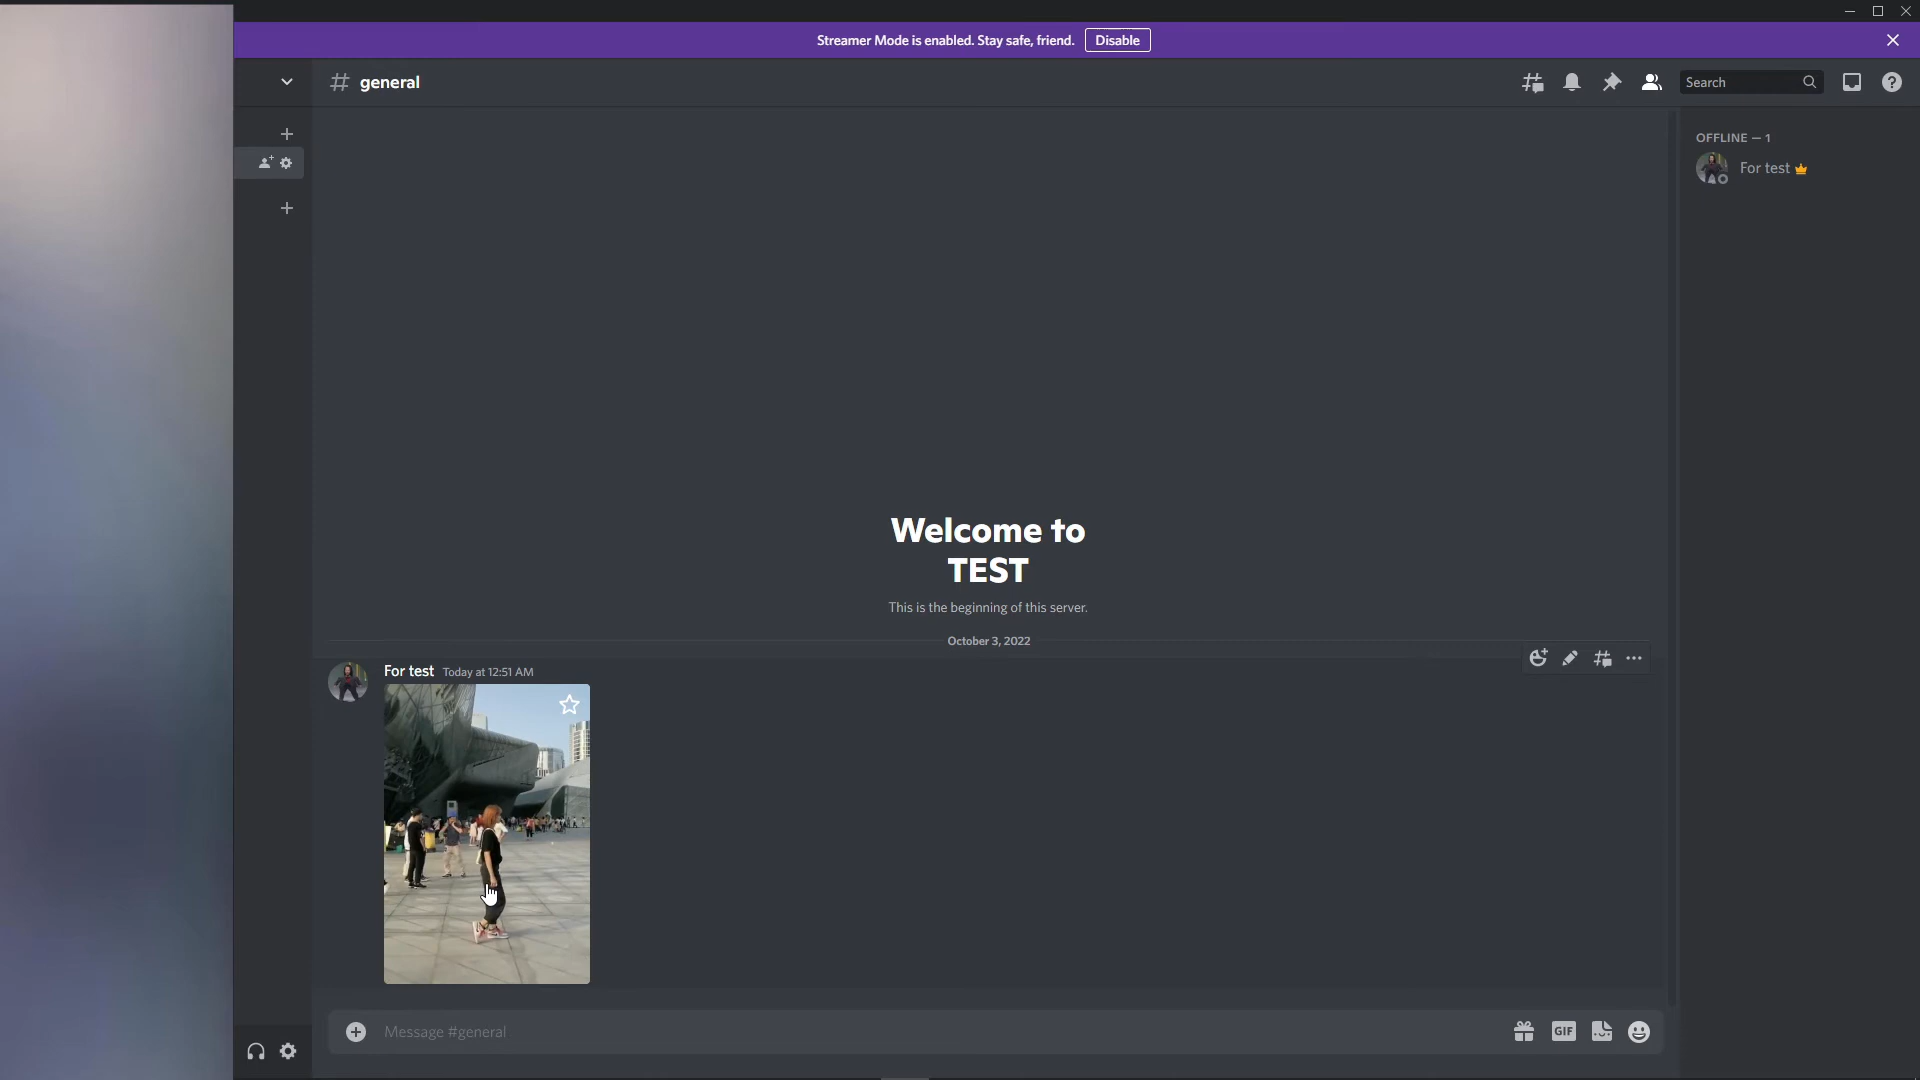 Streamer Mode is enabled. Stay safe, friend. Disable
general
Search
OFFLINE — 1
For test
Welcome to
TEST
This is the beginning of this server.
October 3, 2022
For test Today at 12:51 AM
Message #general
GIF